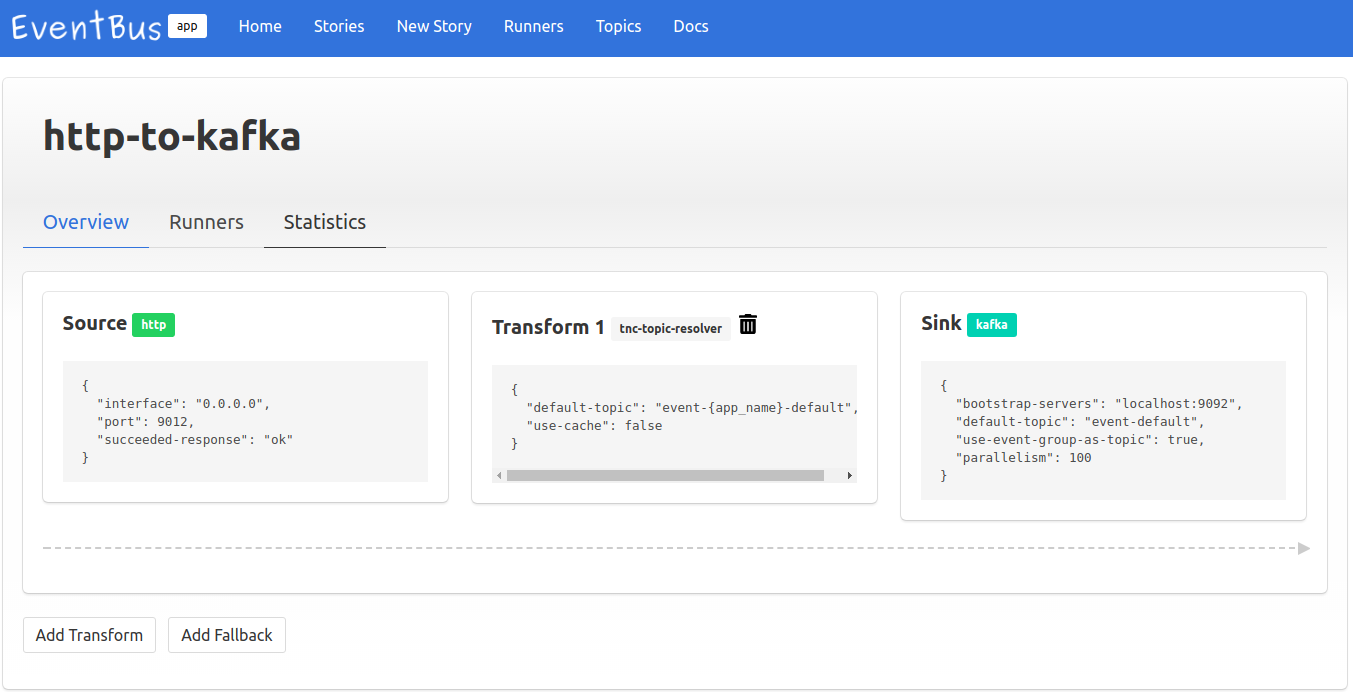 EventBus app Home Stories New Story Runners Topics Docs
http-to-kafka
Overview Runners Statistics
Source http
{
  "interface": "0.0.0.0",
  "port": 9012,
  "succeeded-response": "ok"
}
Transform 1 tnc-topic-resolver
{
  "default-topic": "event-{app_name}-default",
  "use-cache": false
}
Sink kafka
{
  "bootstrap-servers": "localhost:9092",
  "default-topic": "event-default",
  "use-event-group-as-topic": true,
  "parallelism": 100
}
Add Transform Add Fallback